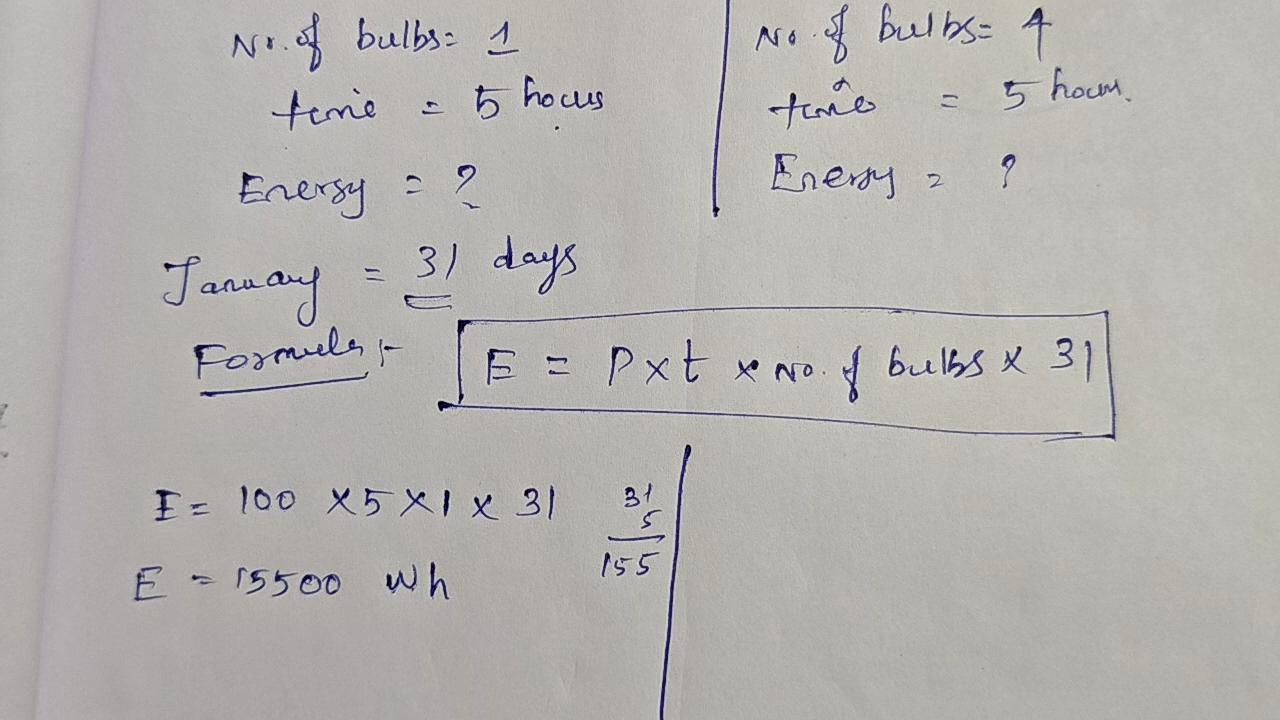 No. of bulbs = 1
time = 5 hours
Energy = ?
No. of bulbs = 4
time = 5 hours.
Energy = ?
January = 31 days
Formula :-
E = P x t x No. of bulbs x 31
E = 100 x 5 x 1 x 31
31
5
155
E = 15500 Wh